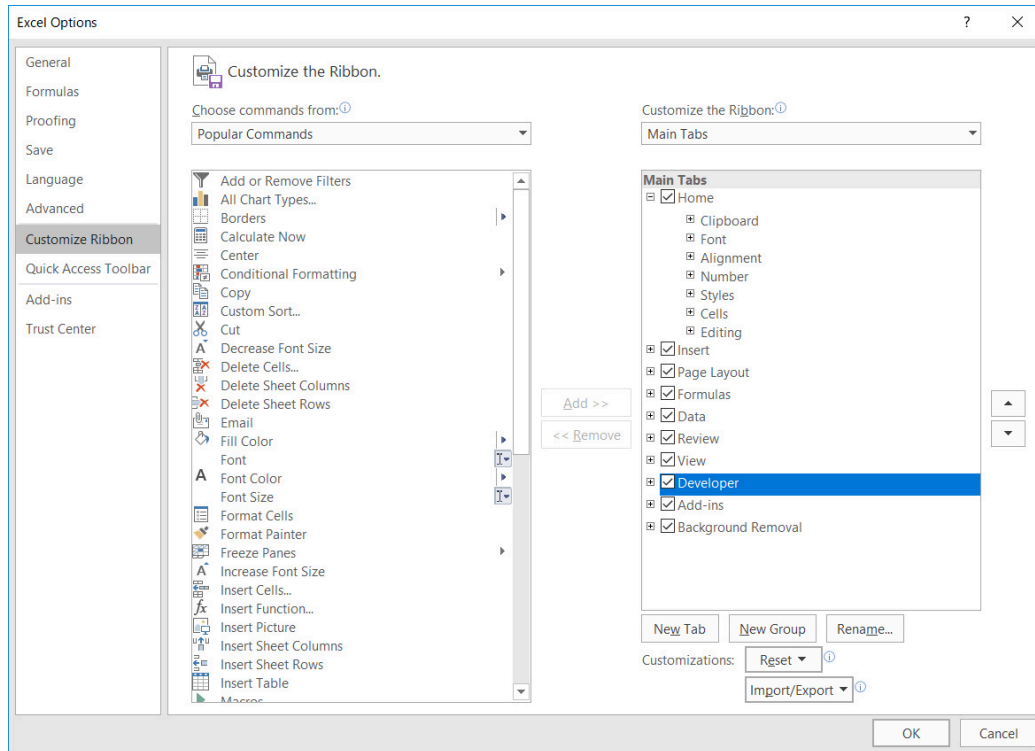 Excel Options
?
General
Formulas
Proofing
Save
Language
Advanced
Customize Ribbon
Quick Access Toolbar
Add-ins
Trust Center
Customize the Ribbon.
Choose commands from:
Popular Commands
Add or Remove Filters
All Chart Types...
Borders
Calculate Now
Center
Conditional Formatting
Copy
Custom Sort...
Cut
Decrease Font Size
Delete Cells...
Delete Sheet Columns
Delete Sheet Rows
Email
Fill Color
Font
Font Color
Font Size
Format Cells
Format Painter
Freeze Panes
Increase Font Size
Insert Cells...
Insert Function...
Insert Picture
Insert Sheet Columns
Insert Sheet Rows
Insert Table
Macros
Add >>
<< Remove
Customize the Ribbon:
Main Tabs
Main Tabs
Home
Clipboard
Font
Alignment
Number
Styles
Cells
Editing
Insert
Page Layout
Formulas
Data
Review
View
Developer
Add-ins
Background Removal
New Tab New Group Rename...
Customizations: Reset
Import/Export
OK Cancel